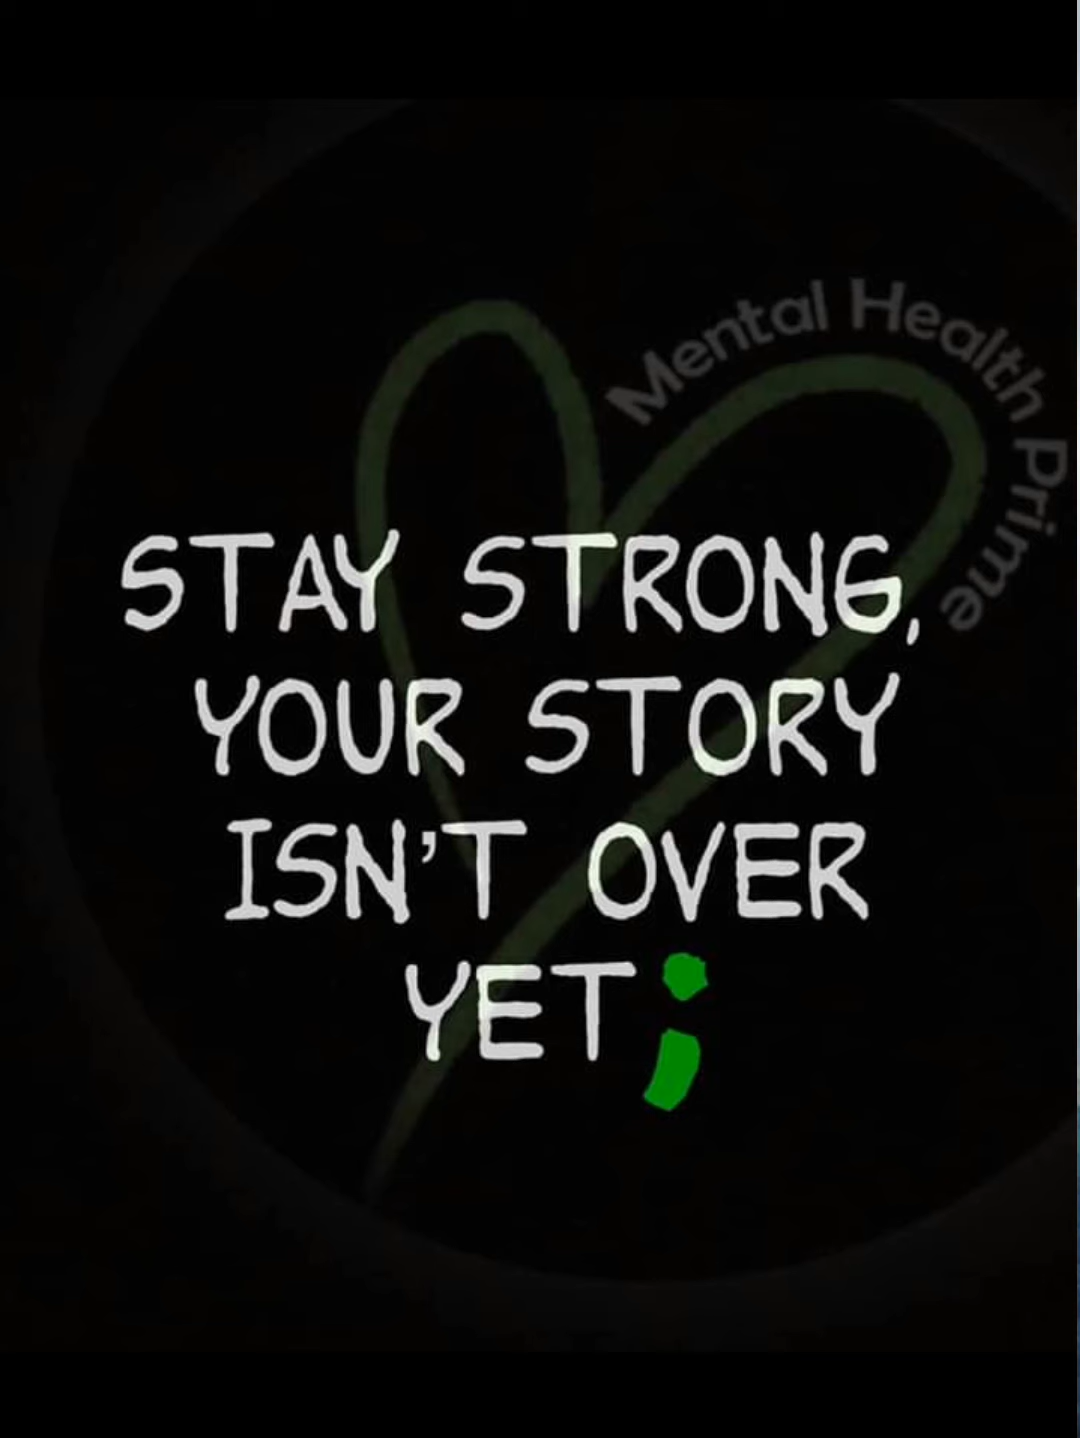 Mental Health Prime
STAY STRONG,
YOUR STORY
ISN'T OVER
YET;